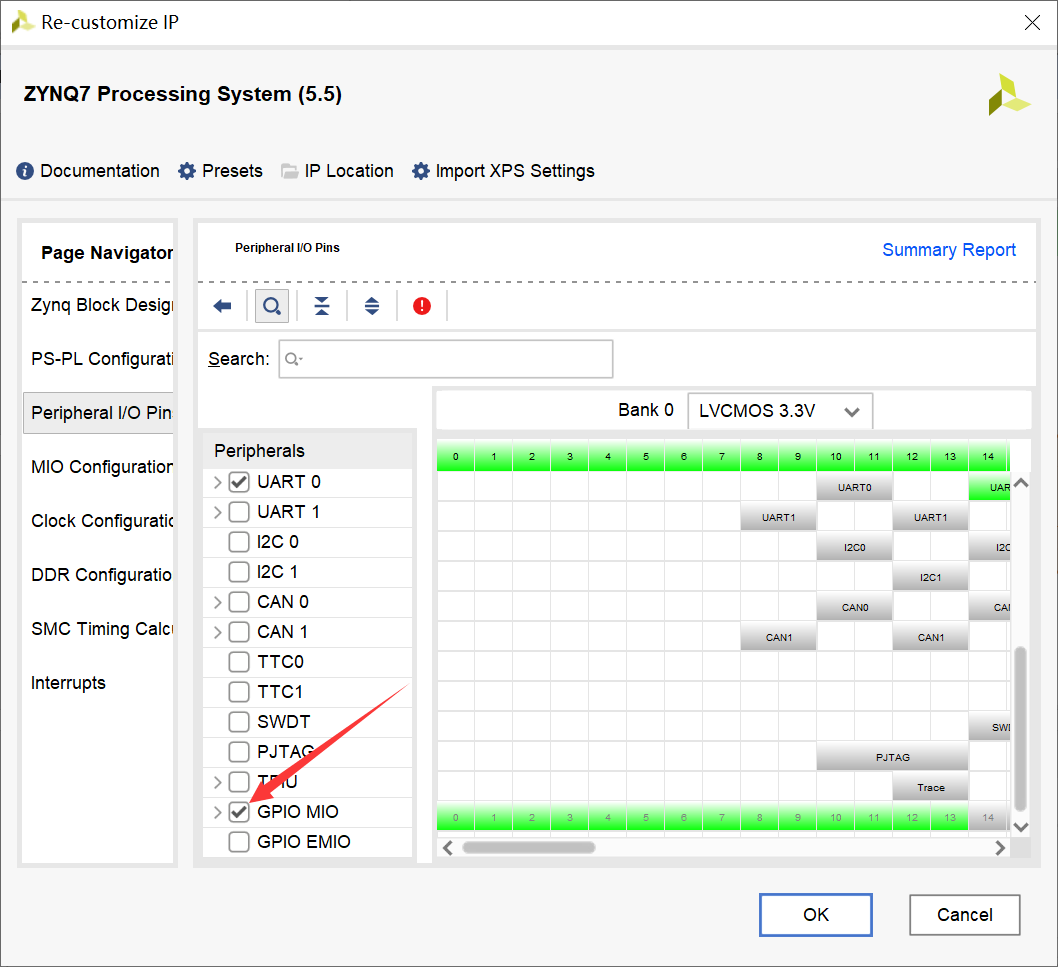 Re-customize IP
ZYNQ7 Processing System (5.5)
Documentation Presets IP Location Import XPS Settings
Page Navigator
Zynq Block Desig
PS-PL Configurati
Peripheral I/O Pin
MIO Configuration
Clock Configuratio
DDR Configuratio
SMC Timing Calcu
Interrupts
Peripheral I/O Pins
Summary Report
Search:
Bank 0 LVCMOS 3.3V
Peripherals
0 1 2 3 4 5 6 7 8 9 10 11 12 13 14
UART 0 UART0 UAR
UART 1 UART1 UART1
I2C 0 I2C0 I2C
I2C 1 I2C1
CAN 0 CAN0 CAN
CAN 1 CAN1 CAN1
TTC0
TTC1
SWDT SWD
PJTAG PJTAG
TPIU Trace
GPIO MIO 0 1 2 3 4 5 6 7 8 9 10 11 12 13 14
GPIO EMIO
OK Cancel